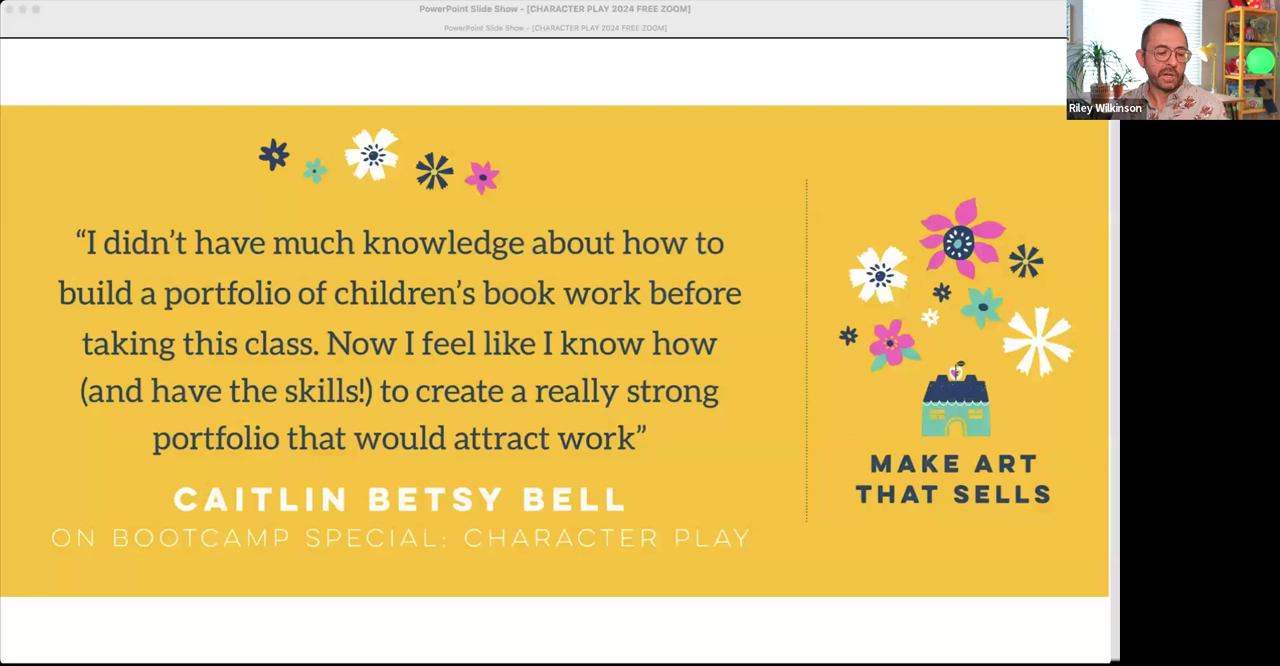 PowerPoint Slide Show - [CHARACTER PLAY 2024 FREE ZOOM]
PowerPoint Slide Show - [CHARACTER PLAY 2024 FREE ZOOM]
Riley Wilkinson
“I didn’t have much knowledge about how to
build a portfolio of children’s book work before
taking this class. Now I feel like I know how
(and have the skills!) to create a really strong
portfolio that would attract work”
CAITLIN BETSY BELL
ON BOOTCAMP SPECIAL: CHARACTER PLAY
MAKE ART
THAT SELLS